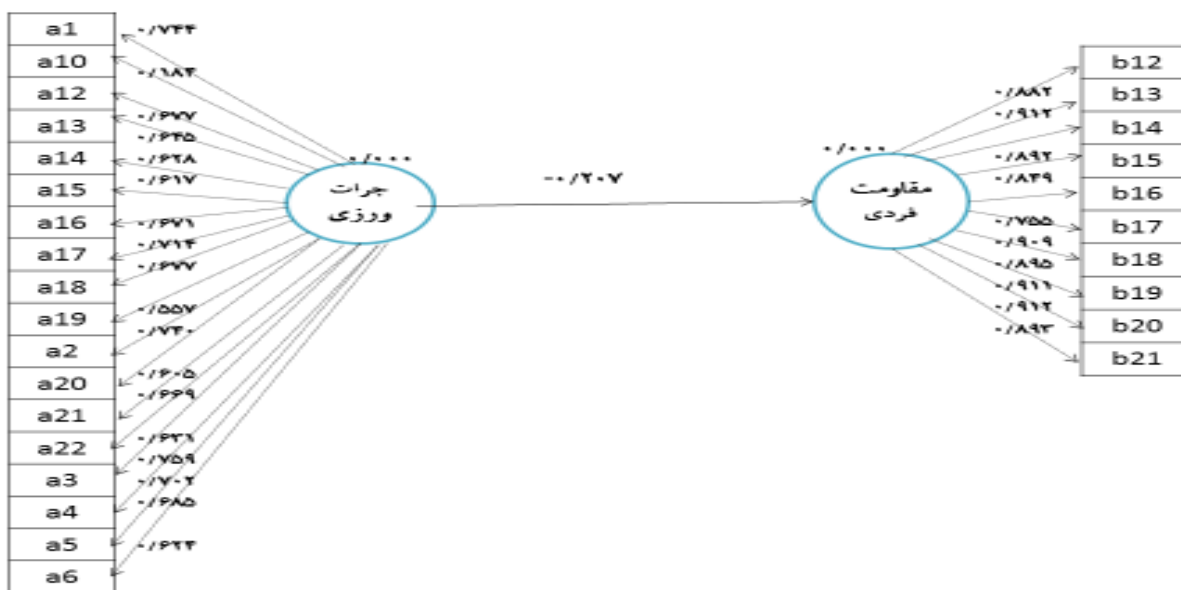 a1
a10
a12
a13
a14
a15
a16
a17
a18
a19
a2
a20
a21
a22
a3
a4
a5
a6
۰/۷۴۴
۰/۱۸۴
۰/۶۷۷
۰/۶۴۵
۰/۶۲۸
۰/۶۱۷
۰/۶۷۱
۰/۷۱۴
۰/۶۷۷
۰/۵۵۷
۰/۷۴۰
۰/۶۰۵
۰/۶۶۹
۰/۶۳۱
۰/۷۵۹
۰/۷۰۲
۰/۶۸۵
۰/۶۲۴
۰/۰۰۰
جرات
ورزی
-۰/۲۰۷
۰/۰۰۰
مقاومت
فردی
۰/۸۸۲
۰/۹۱۲
۰/۸۹۲
۰/۸۴۹
۰/۷۵۵
۰/۹۰۹
۰/۸۹۵
۰/۹۱۱
۰/۹۱۲
۰/۸۹۳
b12
b13
b14
b15
b16
b17
b18
b19
b20
b21